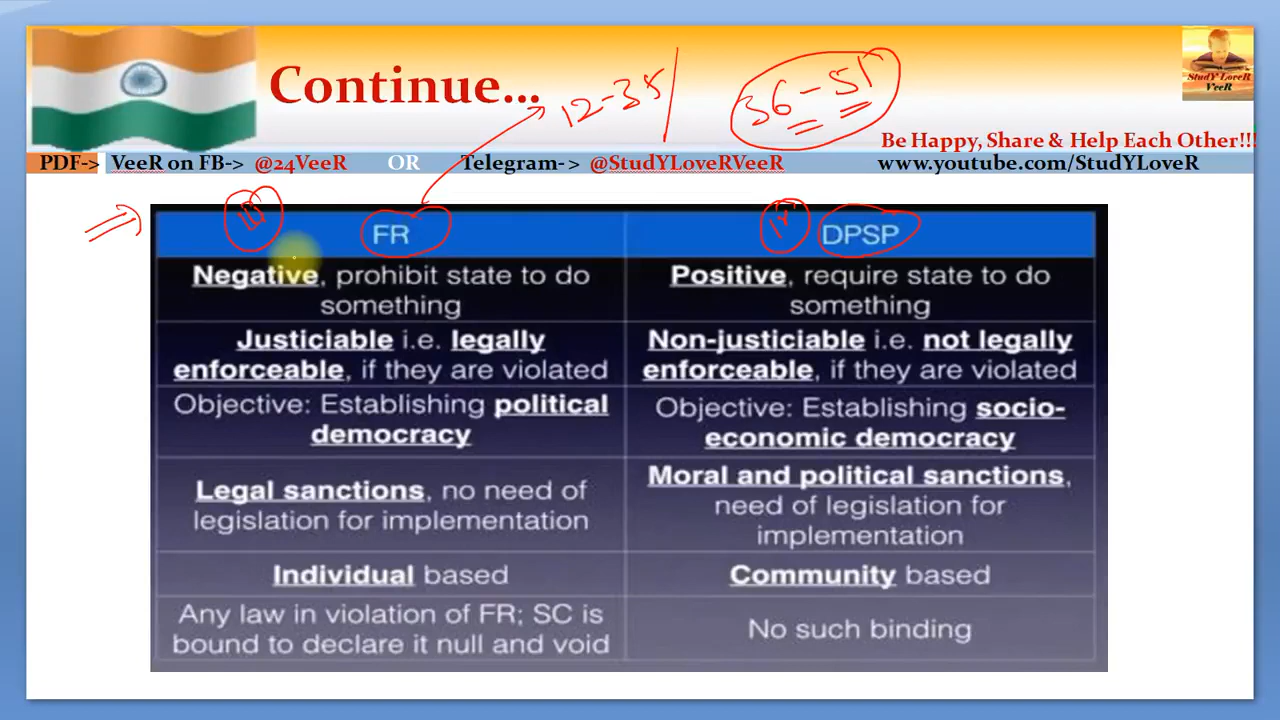 Continue...
12-35
36-51
StudY LoveR
VeeR
Be Happy, Share & Help Each Other!!!
PDF-> VeeR on FB-> @24VeeR OR Telegram-> @StudYLoveRVeeR www.youtube.com/StudYLoveR
FR DPSP
Negative, prohibit state to do something
Positive, require state to do something
Justiciable i.e. legally enforceable, if they are violated
Non-justiciable i.e. not legally enforceable, if they are violated
Objective: Establishing political democracy
Objective: Establishing socio-economic democracy
Legal sanctions, no need of legislation for implementation
Moral and political sanctions, need of legislation for implementation
Individual based
Community based
Any law in violation of FR; SC is bound to declare it null and void
No such binding